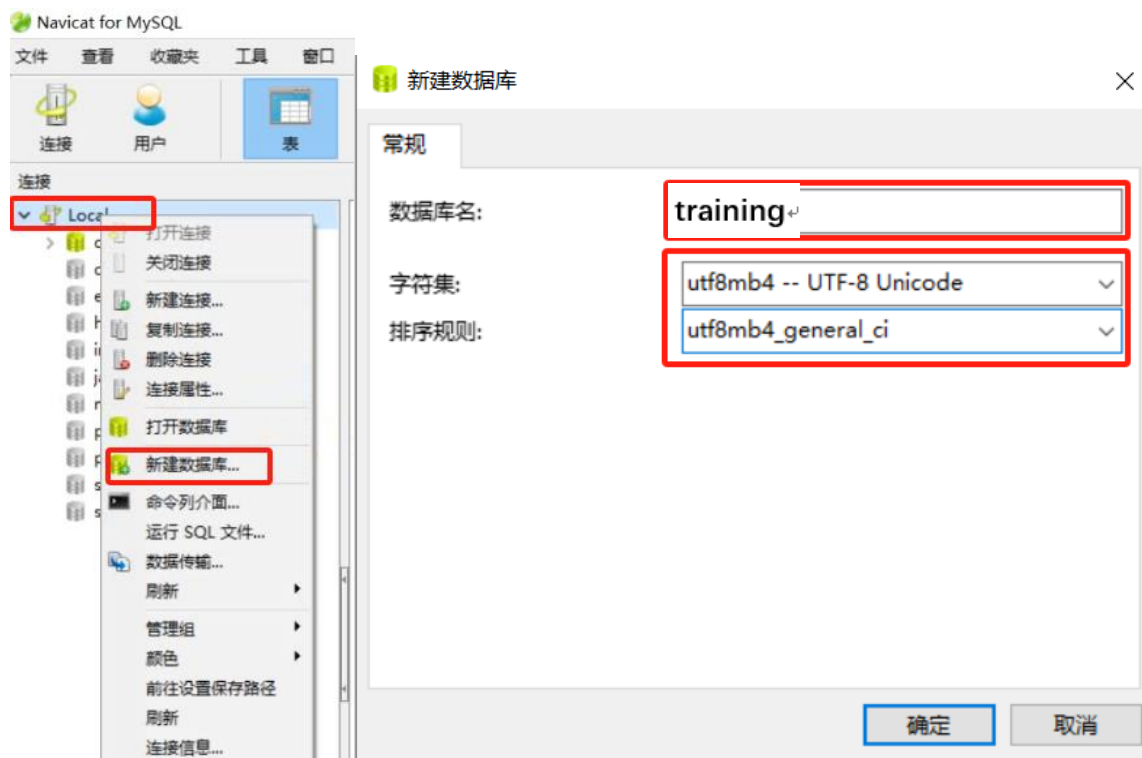 Navicat for MySQL
文件 查看 收藏夹 工具 窗口
连接 用户 表
连接
Local
打开连接
关闭连接
新建连接...
复制连接...
删除连接
连接属性...
打开数据库
新建数据库...
命令列介面...
运行 SQL 文件...
数据传输...
刷新
管理组
颜色
前往设置保存路径
刷新
连接信息...
新建数据库
常规
数据库名: training
字符集: utf8mb4 -- UTF-8 Unicode
排序规则: utf8mb4_general_ci
确定 取消